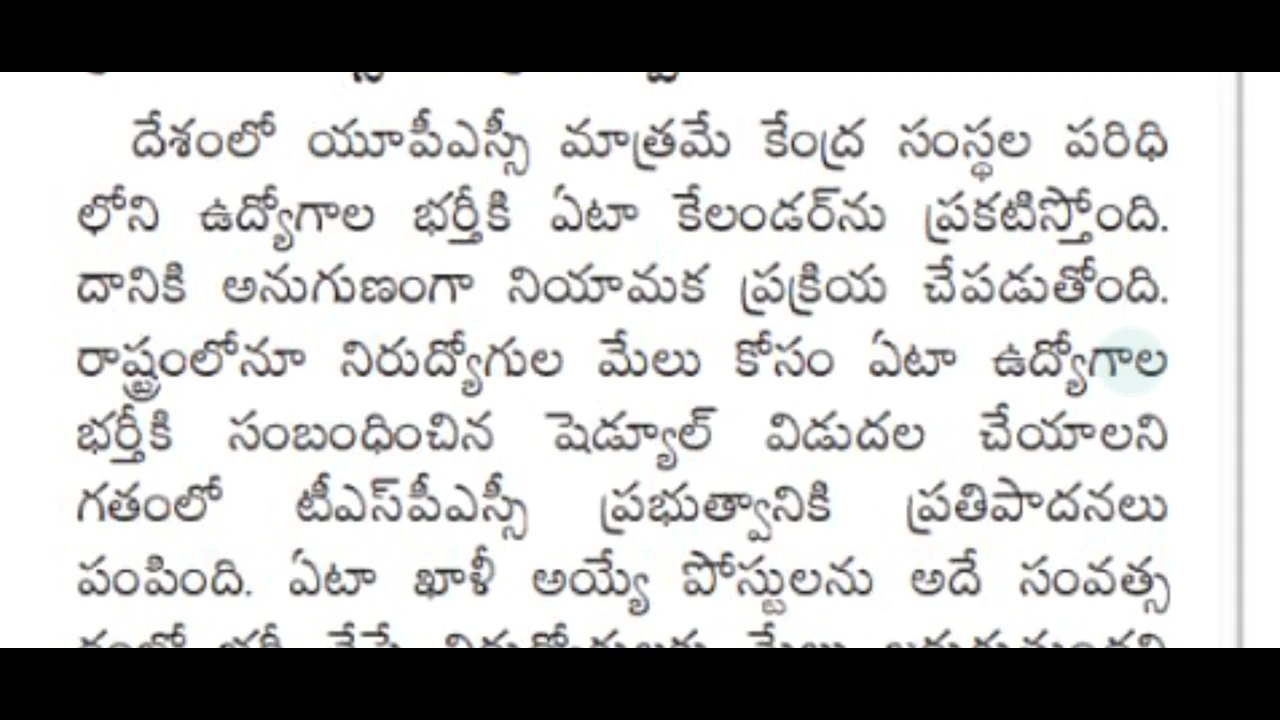 దేశంలో యూపీఎస్సీ మాత్రమే కేంద్ర సంస్థల పరిధి
లోని ఉద్యోగాల భర్తీకి ఏటా కేలండర్‌ను ప్రకటిస్తోంది.
దానికి అనుగుణంగా నియామక ప్రక్రియ చేపడుతోంది.
రాష్ట్రంలోనూ నిరుద్యోగుల మేలు కోసం ఏటా ఉద్యోగాల
భర్తీకి సంబంధించిన షెడ్యూల్ విడుదల చేయాలని
గతంలో టీఎస్‌పీఎస్సీ ప్రభుత్వానికి ప్రతిపాదనలు
పంపింది. ఏటా ఖాళీ అయ్యే పోస్టులను అదే సంవత్స